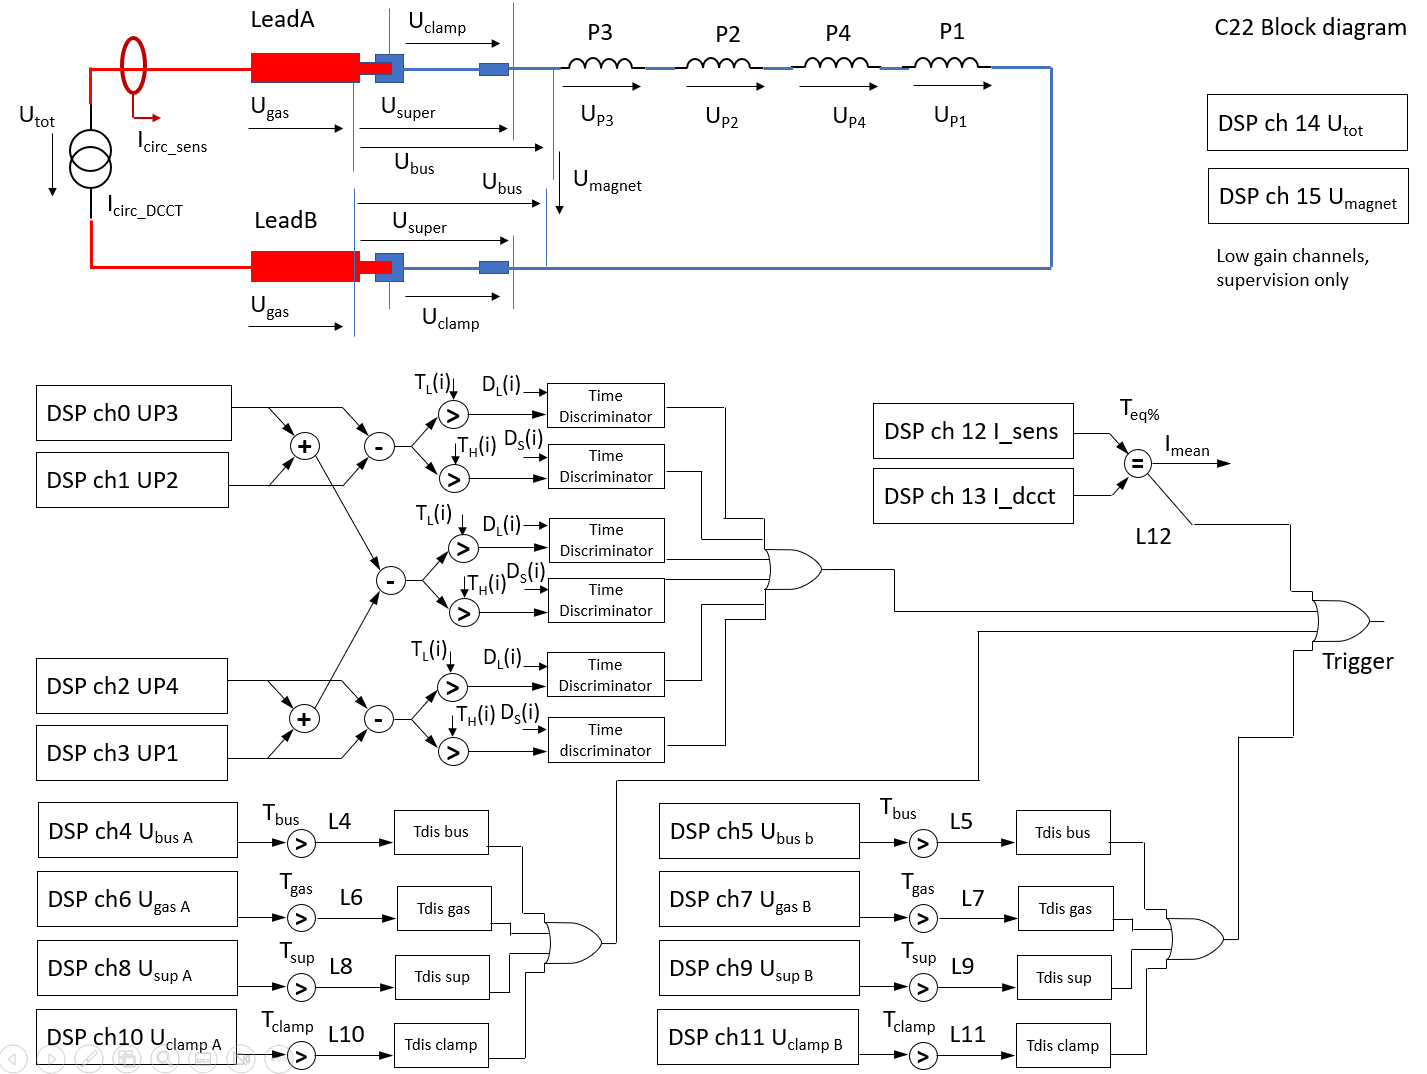 LeadA
Uclamp
P3
P2
P4
P1
C22 Block diagram
Utot
Icirc_sens
Ugas
Usuper
UP3
UP2
UP4
UP1
DSP ch 14 Utot
Ubus
Ubus
Umagnet
Icirc_DCCT
DSP ch 15 Umagnet
LeadB
Usuper
Low gain channels,
supervision only
Ugas
Uclamp
DSP ch0 UP3
TL(i)
DL(i)
Time
Discriminator
+
-
>
TH(i)
DS(i)
Time
Discriminator
>
DSP ch1 UP2
TL(i)
DL(i)
Time
Discriminator
>
-
TH(i)
DS(i)
Time
Discriminator
>
DSP ch2 UP4
TL(i)
DL(i)
Time
Discriminator
>
+
-
TH(i)
DS(i)
Time
discriminator
>
DSP ch3 UP1
DSP ch 12 I_sens
Teq%
=
Imean
DSP ch 13 I_dcct
L12
Trigger
DSP ch4 Ubus A
Tbus
>
L4
Tdis bus
DSP ch6 Ugas A
Tgas
>
L6
Tdis gas
DSP ch8 Usup A
Tsup
>
L8
Tdis sup
DSP ch10 Uclamp A
Tclamp
>
L10
Tdis clamp
DSP ch5 Ubus b
Tbus
>
L5
Tdis bus
DSP ch7 Ugas B
Tgas
>
L7
Tdis gas
DSP ch9 Usup B
Tsup
>
L9
Tdis sup
DSP ch11 Uclamp B
Tclamp
>
L11
Tdis clamp